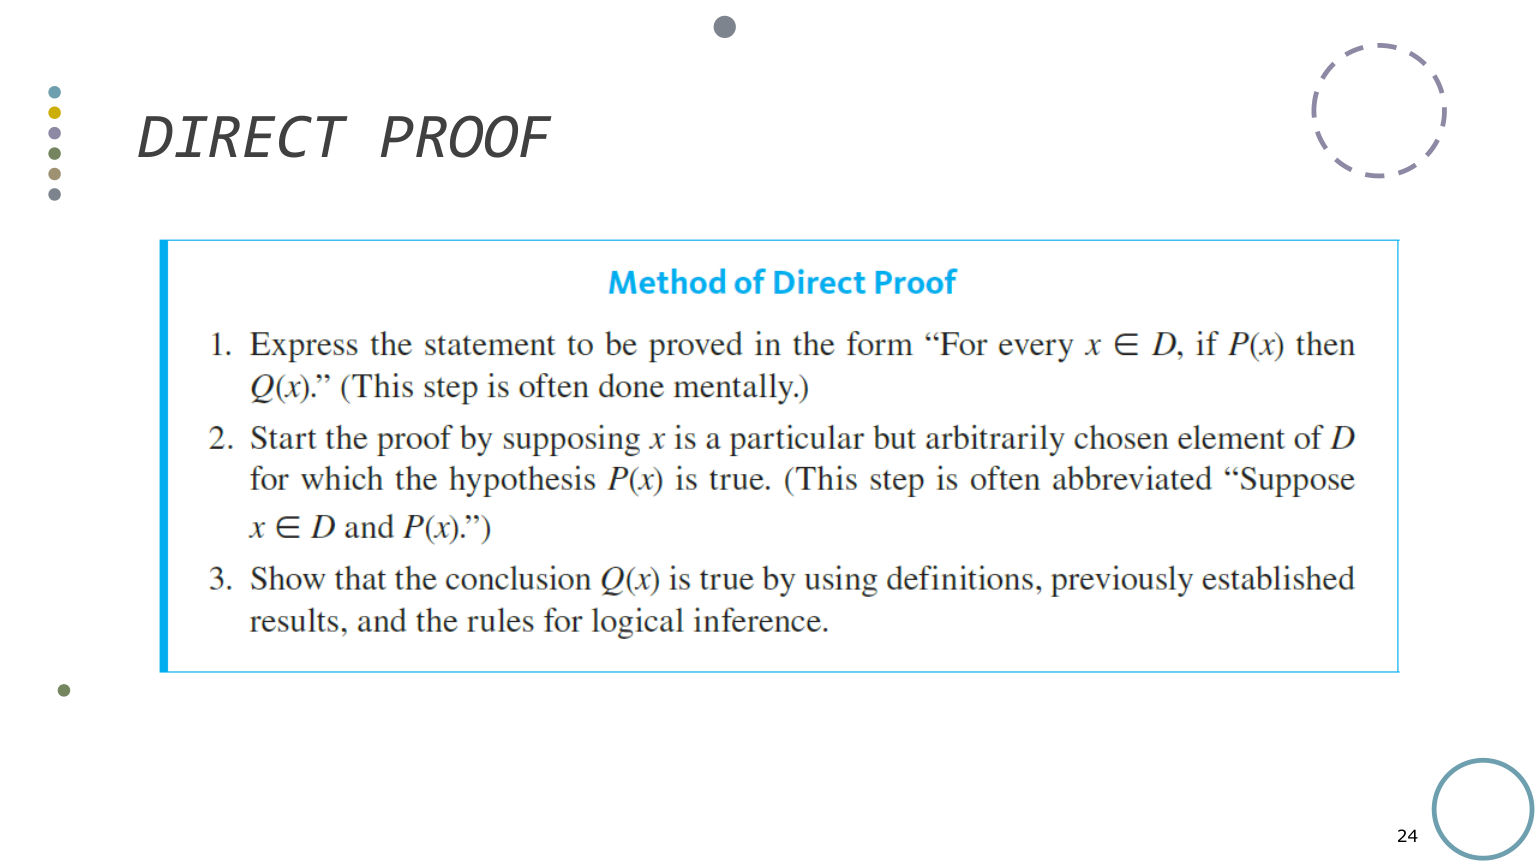 DIRECT PROOF
Method of Direct Proof
1. Express the statement to be proved in the form “For every x ∈ D, if P(x) then
Q(x).” (This step is often done mentally.)
2. Start the proof by supposing x is a particular but arbitrarily chosen element of D
for which the hypothesis P(x) is true. (This step is often abbreviated “Suppose
x ∈ D and P(x).”)
3. Show that the conclusion Q(x) is true by using definitions, previously established
results, and the rules for logical inference.
24